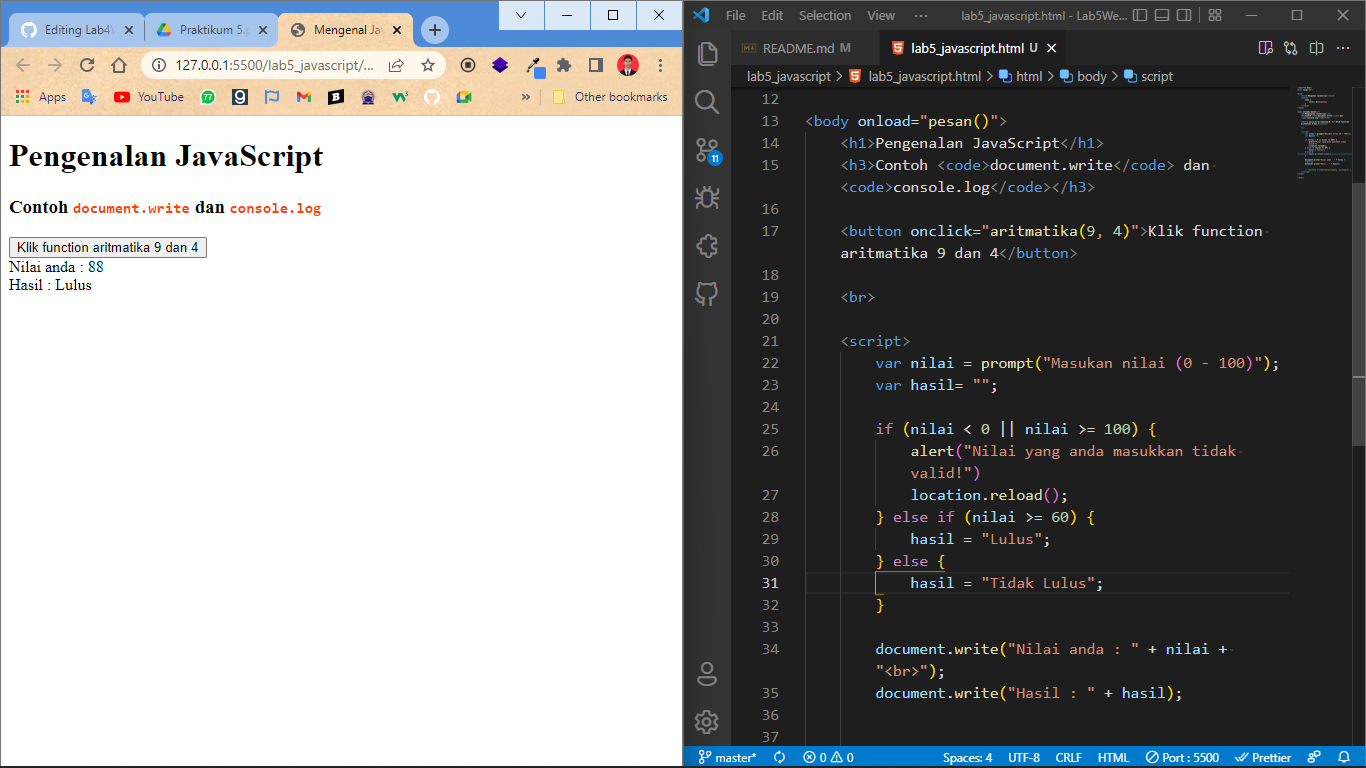 Editing Lab4W
Praktikum 5.p
Mengenal Ja
127.0.0.1:5500/lab5_javascript/...
Apps
YouTube
77
»
Other bookmarks
Pengenalan JavaScript
Contoh document.write dan console.log
Klik function aritmatika 9 dan 4
Nilai anda : 88
Hasil : Lulus
File Edit Selection View ··· lab5_javascript.html - Lab5We...
README.md M
lab5_javascript.html U
lab5_javascript > lab5_javascript.html > html > body > script
11
12
13 <body onload="pesan()">
14 <h1>Pengenalan JavaScript</h1>
15 <h3>Contoh <code>document.write</code> dan
<code>console.log</code></h3>
16
17 <button onclick="aritmatika(9, 4)">Klik function
aritmatika 9 dan 4</button>
18
19 <br>
20
21 <script>
22 var nilai = prompt("Masukan nilai (0 - 100)");
23 var hasil= "";
24
25 if (nilai < 0 || nilai >= 100) {
26 alert("Nilai yang anda masukkan tidak
valid!")
27 location.reload();
28 } else if (nilai >= 60) {
29 hasil = "Lulus";
30 } else {
31 hasil = "Tidak Lulus";
32 }
33
34 document.write("Nilai anda : " + nilai +
"<br>");
35 document.write("Hasil : " + hasil);
36
37
master* 0 0 Spaces: 4 UTF-8 CRLF HTML Port : 5500 Prettier